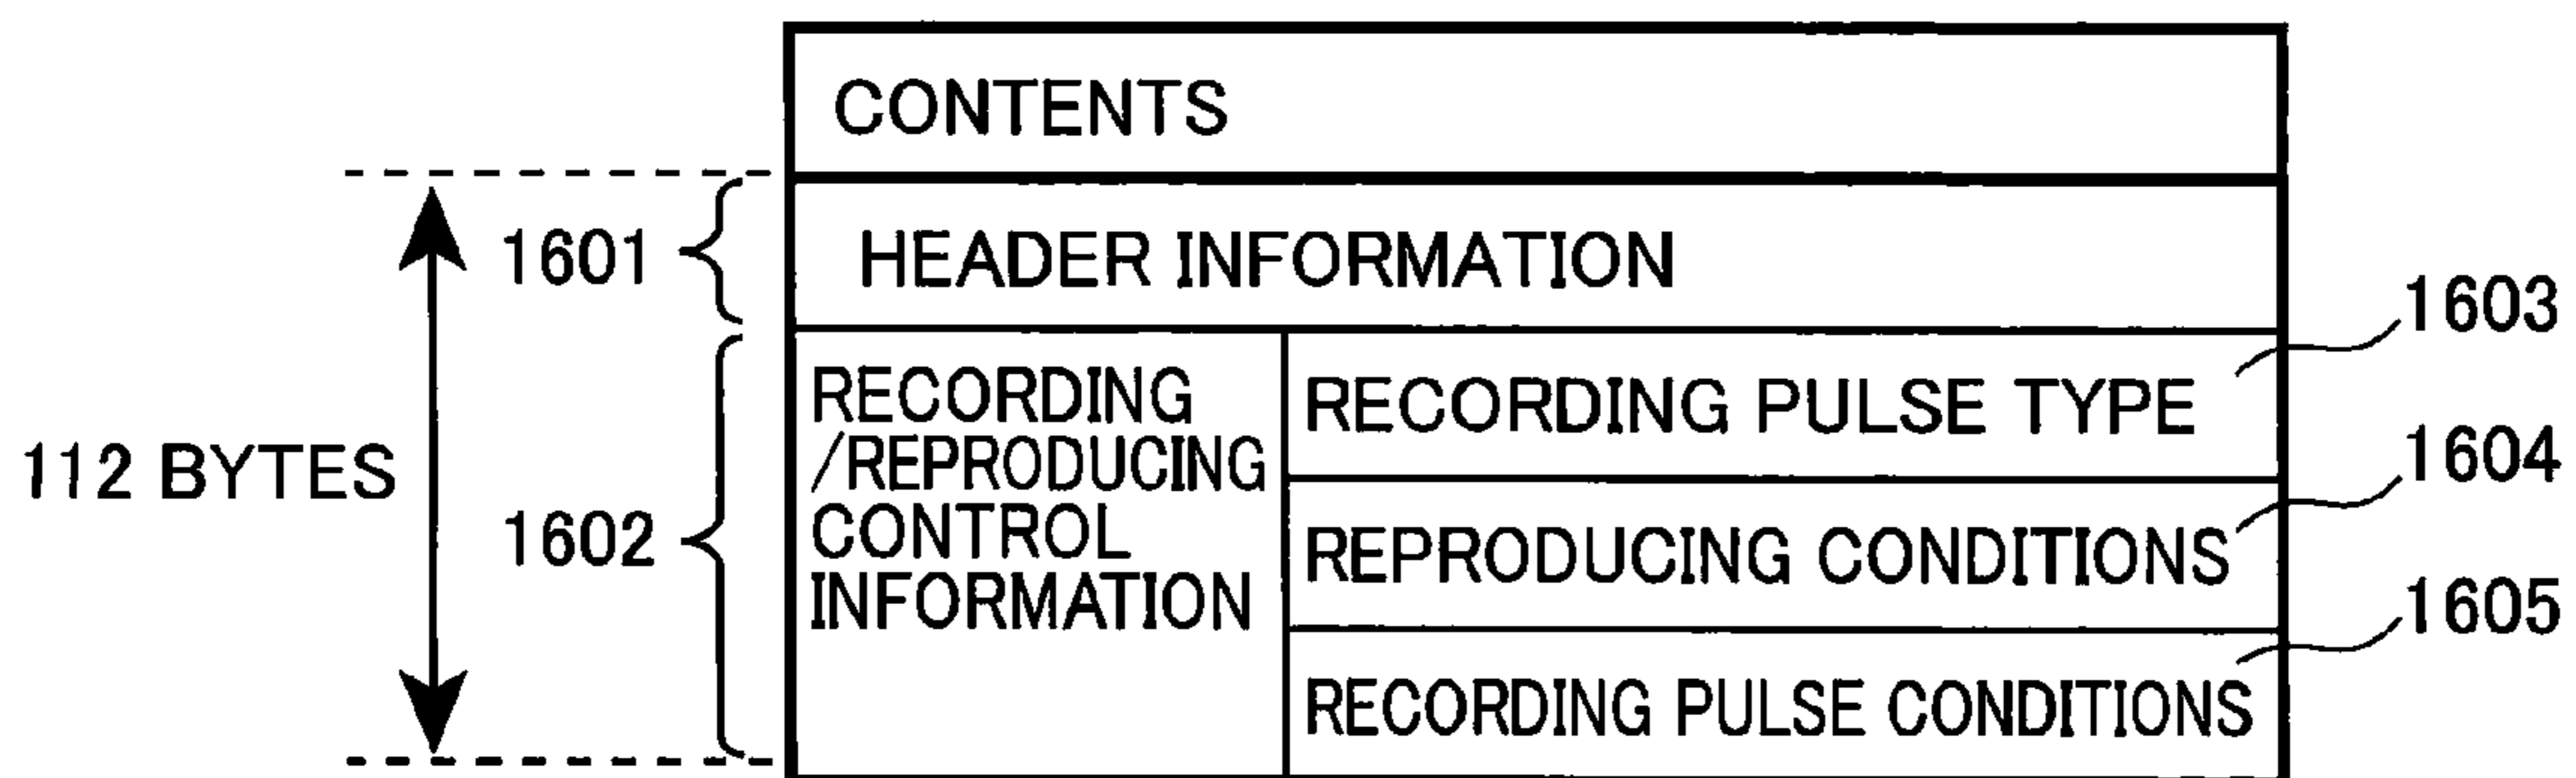 CONTENTS
1601
HEADER INFORMATION
1603
112 BYTES
1602
RECORDING
/REPRODUCING
CONTROL
INFORMATION
RECORDING PULSE TYPE
1604
REPRODUCING CONDITIONS
1605
RECORDING PULSE CONDITIONS